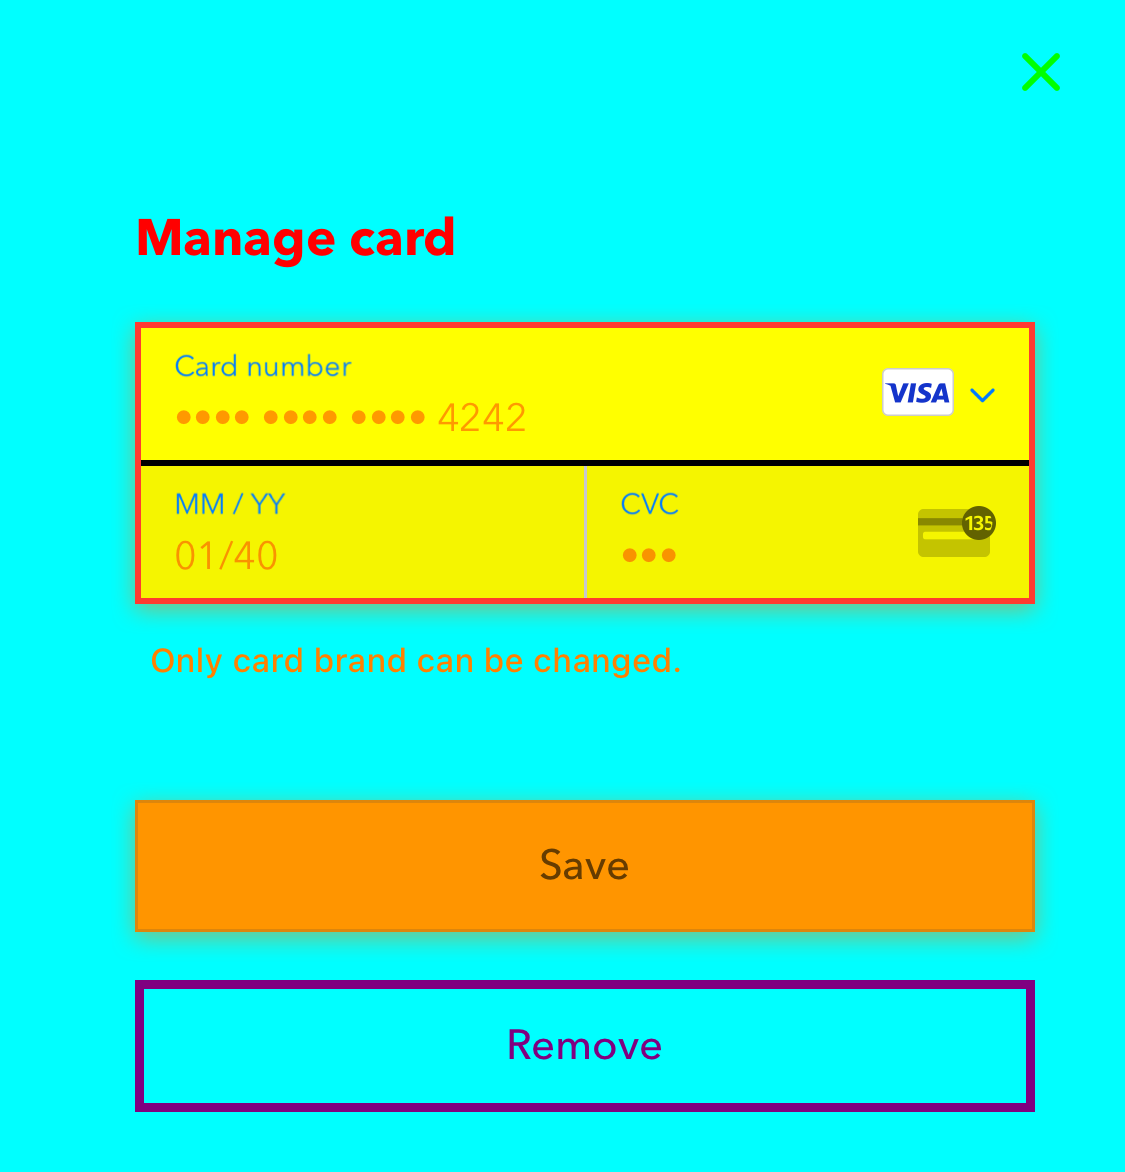 Manage card
Card number
VISA
•••• •••• •••• 4242
MM / YY
CVC
01/40
•••
135
Only card brand can be changed.
Save
Remove